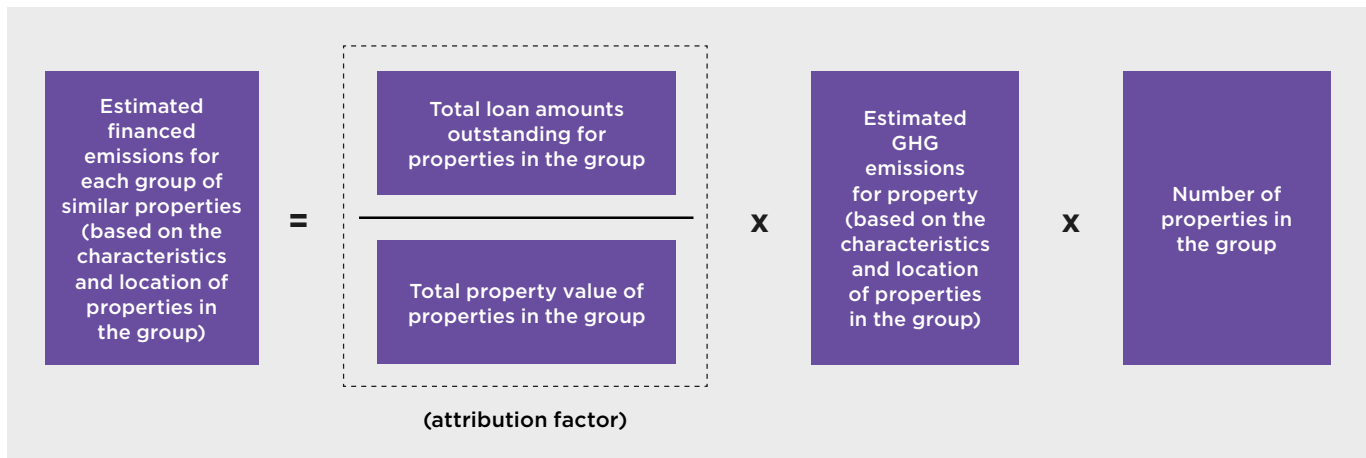 Estimated
financed
emissions for
each group of
similar properties
(based on the
characteristics
and location of
properties in
the group)
=
Total loan amounts
outstanding for
properties in the group
Total property value of
properties in the group
(attribution factor)
x
Estimated
GHG
emissions
for property
(based on the
characteristics
and location
of properties
in the group)
x
Number of
properties in
the group